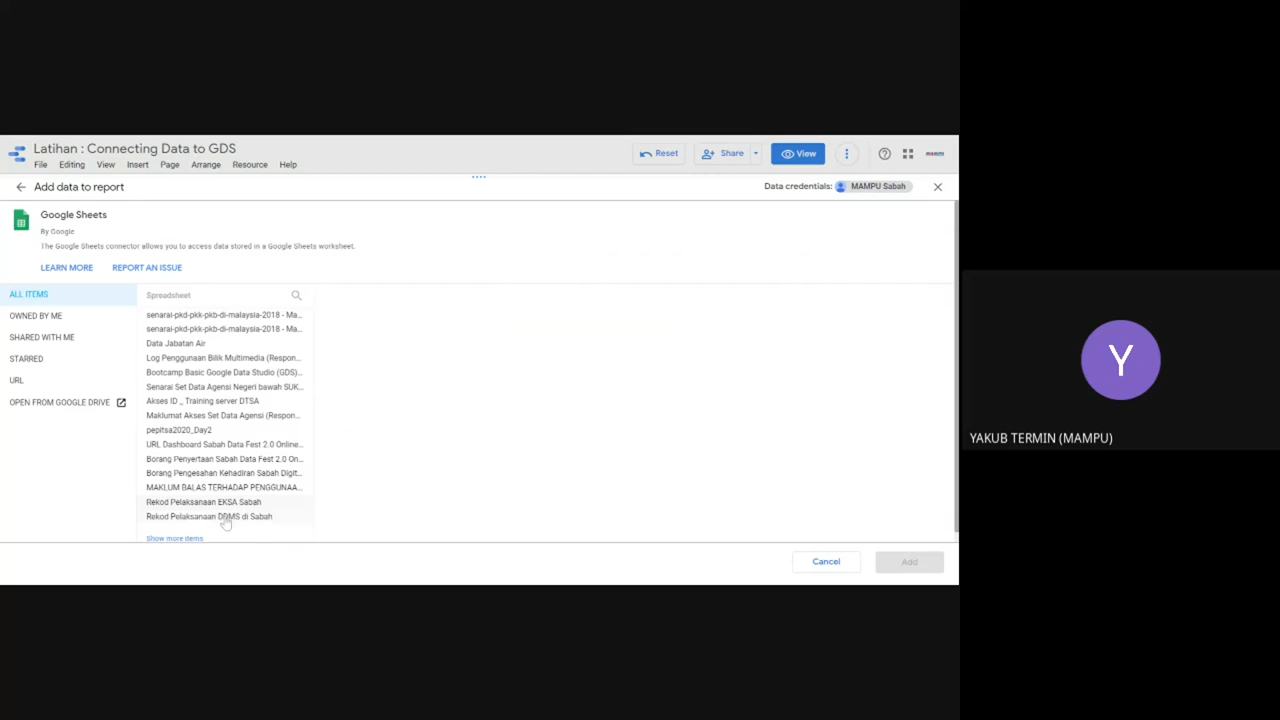 Latihan : Connecting Data to GDS
File Editing View Insert Page Arrange Resource Help
Reset Share View
Add data to report
Data credentials: MAMPU Sabah
Google Sheets
By Google
The Google Sheets connector allows you to access data stored in a Google Sheets worksheet.
LEARN MORE REPORT AN ISSUE
ALL ITEMS
OWNED BY ME
SHARED WITH ME
STARRED
URL
OPEN FROM GOOGLE DRIVE
Spreadsheet
senarai-pkd-pkk-pkb-di-malaysia-2018 - Ma...
senarai-pkd-pkk-pkb-di-malaysia-2018 - Ma...
Data Jabatan Air
Log Penggunaan Bilik Multimedia (Respon...
Bootcamp Basic Google Data Studio (GDS)...
Senarai Set Data Agensi Negeri bawah SUK...
Akses ID _ Training server DTSA
Maklumat Akses Set Data Agensi (Respon...
pepitsa2020_Day2
URL Dashboard Sabah Data Fest 2.0 Online...
Borang Penyertaan Sabah Data Fest 2.0 On...
Borang Pengesahan Kehadiran Sabah Digit...
MAKLUM BALAS TERHADAP PENGGUNAA...
Rekod Pelaksanaan EKSA Sabah
Rekod Pelaksanaan DDMS di Sabah
Show more items
Cancel Add
Y
YAKUB TERMIN (MAMPU)